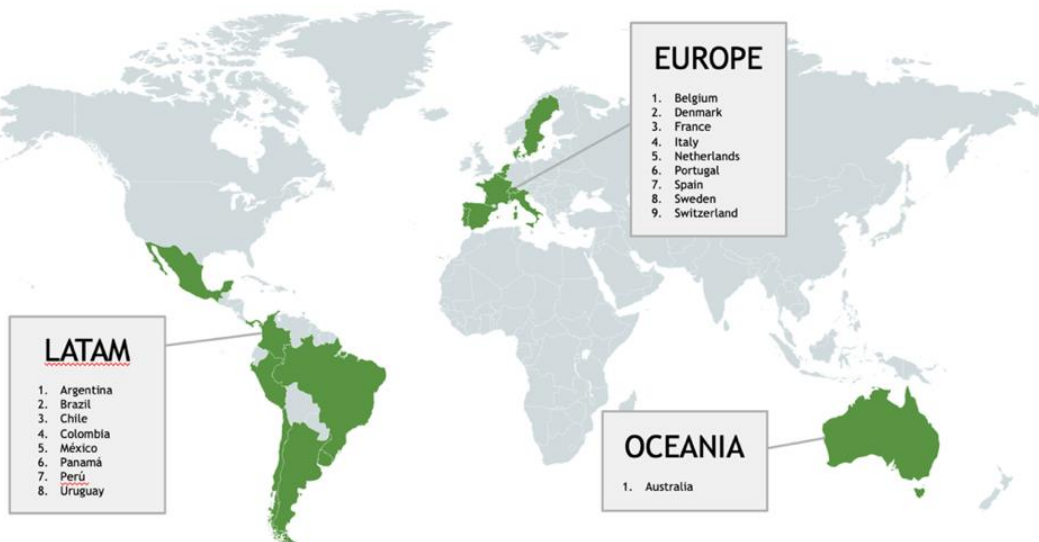 EUROPE
1. Belgium
2. Denmark
3. France
4. Italy
5. Netherlands
6. Portugal
7. Spain
8. Sweden
9. Switzerland
LATAM
1. Argentina
2. Brazil
3. Chile
4. Colombia
5. México
6. Panamá
7. Perú
8. Uruguay
OCEANIA
1. Australia